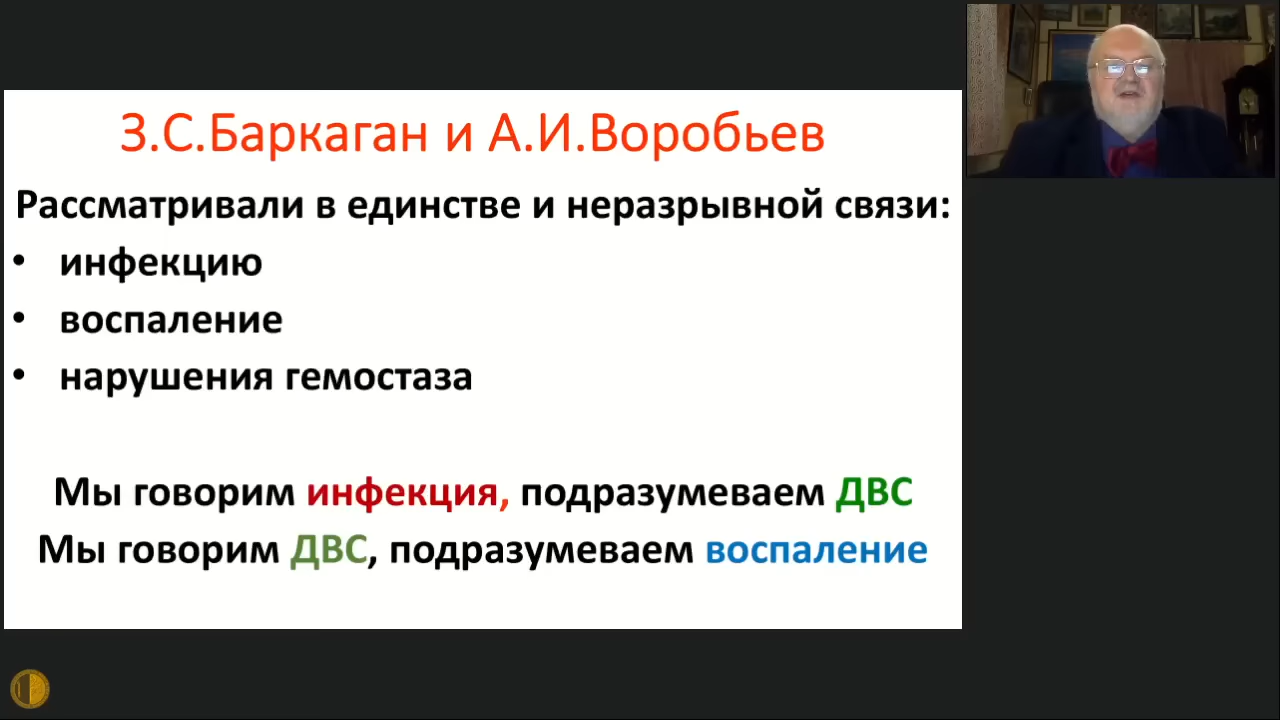 З.С.Баркаган и А.И.Воробьев
Рассматривали в единстве и неразрывной связи:
• инфекцию
• воспаление
• нарушения гемостаза
Мы говорим инфекция, подразумеваем ДВС
Мы говорим ДВС, подразумеваем воспаление